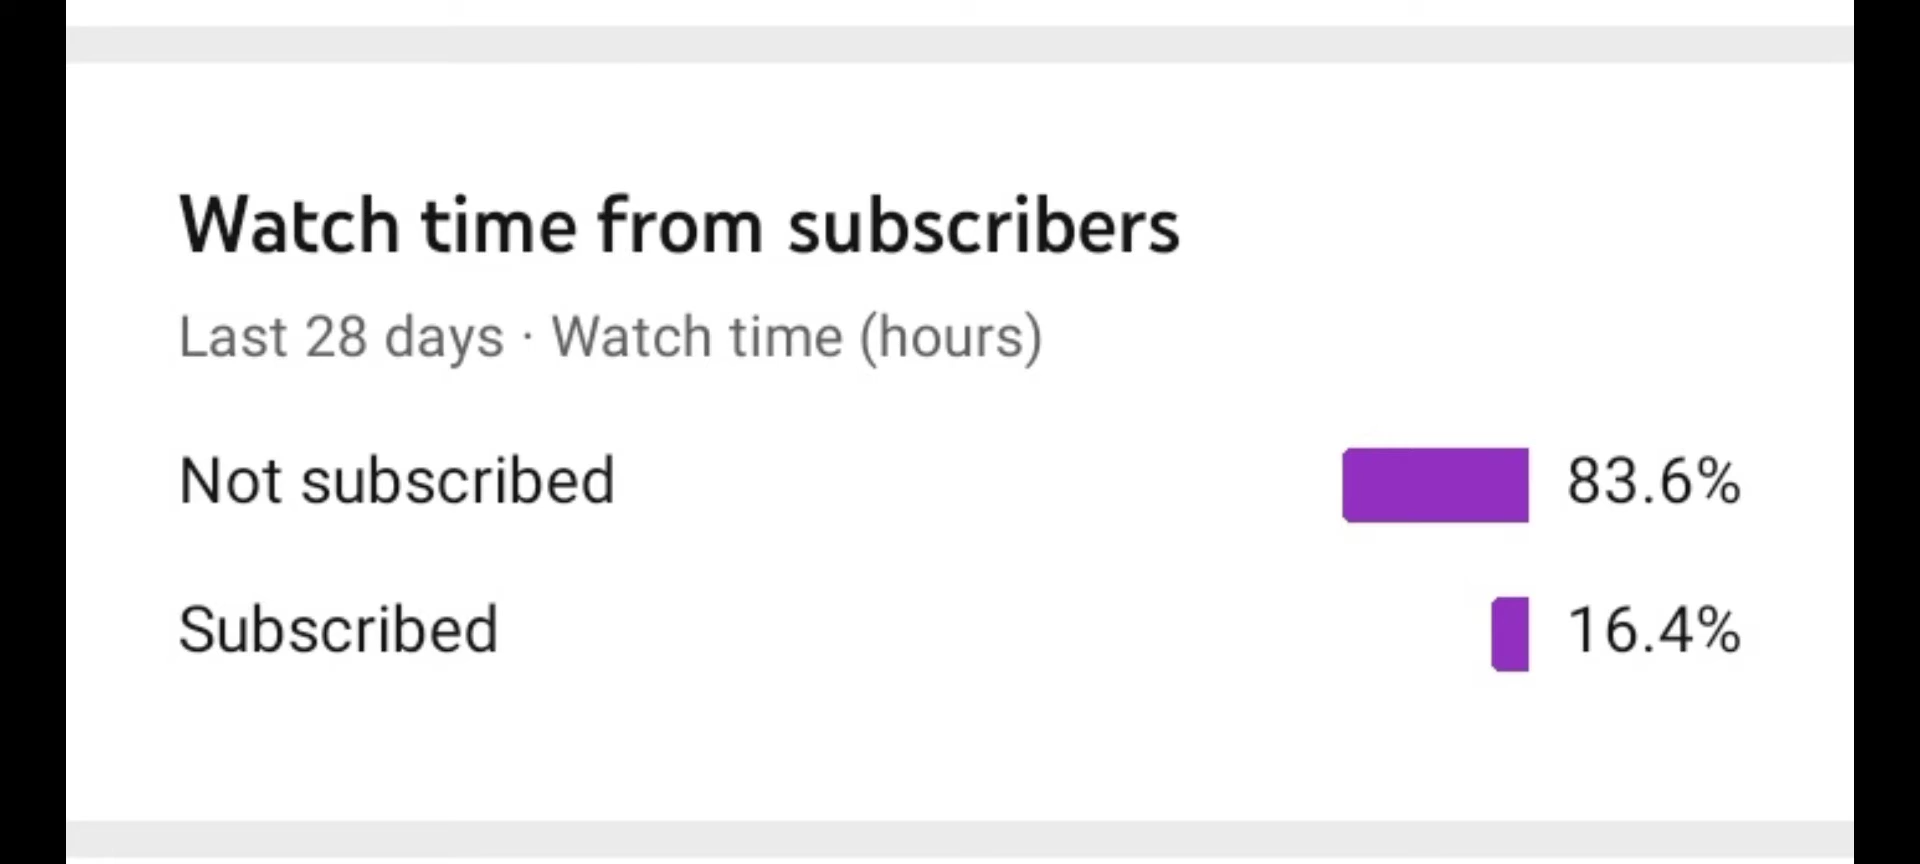 Watch time from subscribers
Last 28 days · Watch time (hours)
Not subscribed 83.6%
Subscribed 16.4%